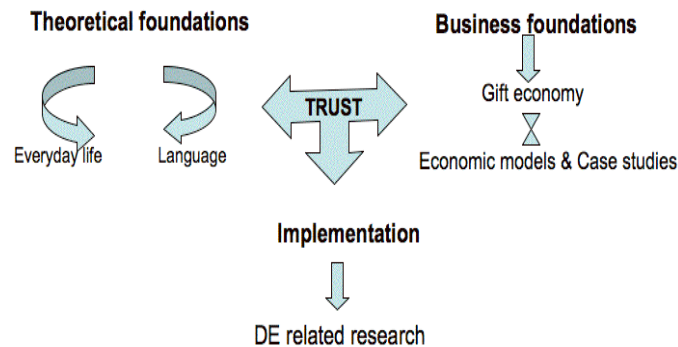 Theoretical foundations
Business foundations
TRUST
Gift economy
Everyday life
Language
Economic models & Case studies
Implementation
DE related research